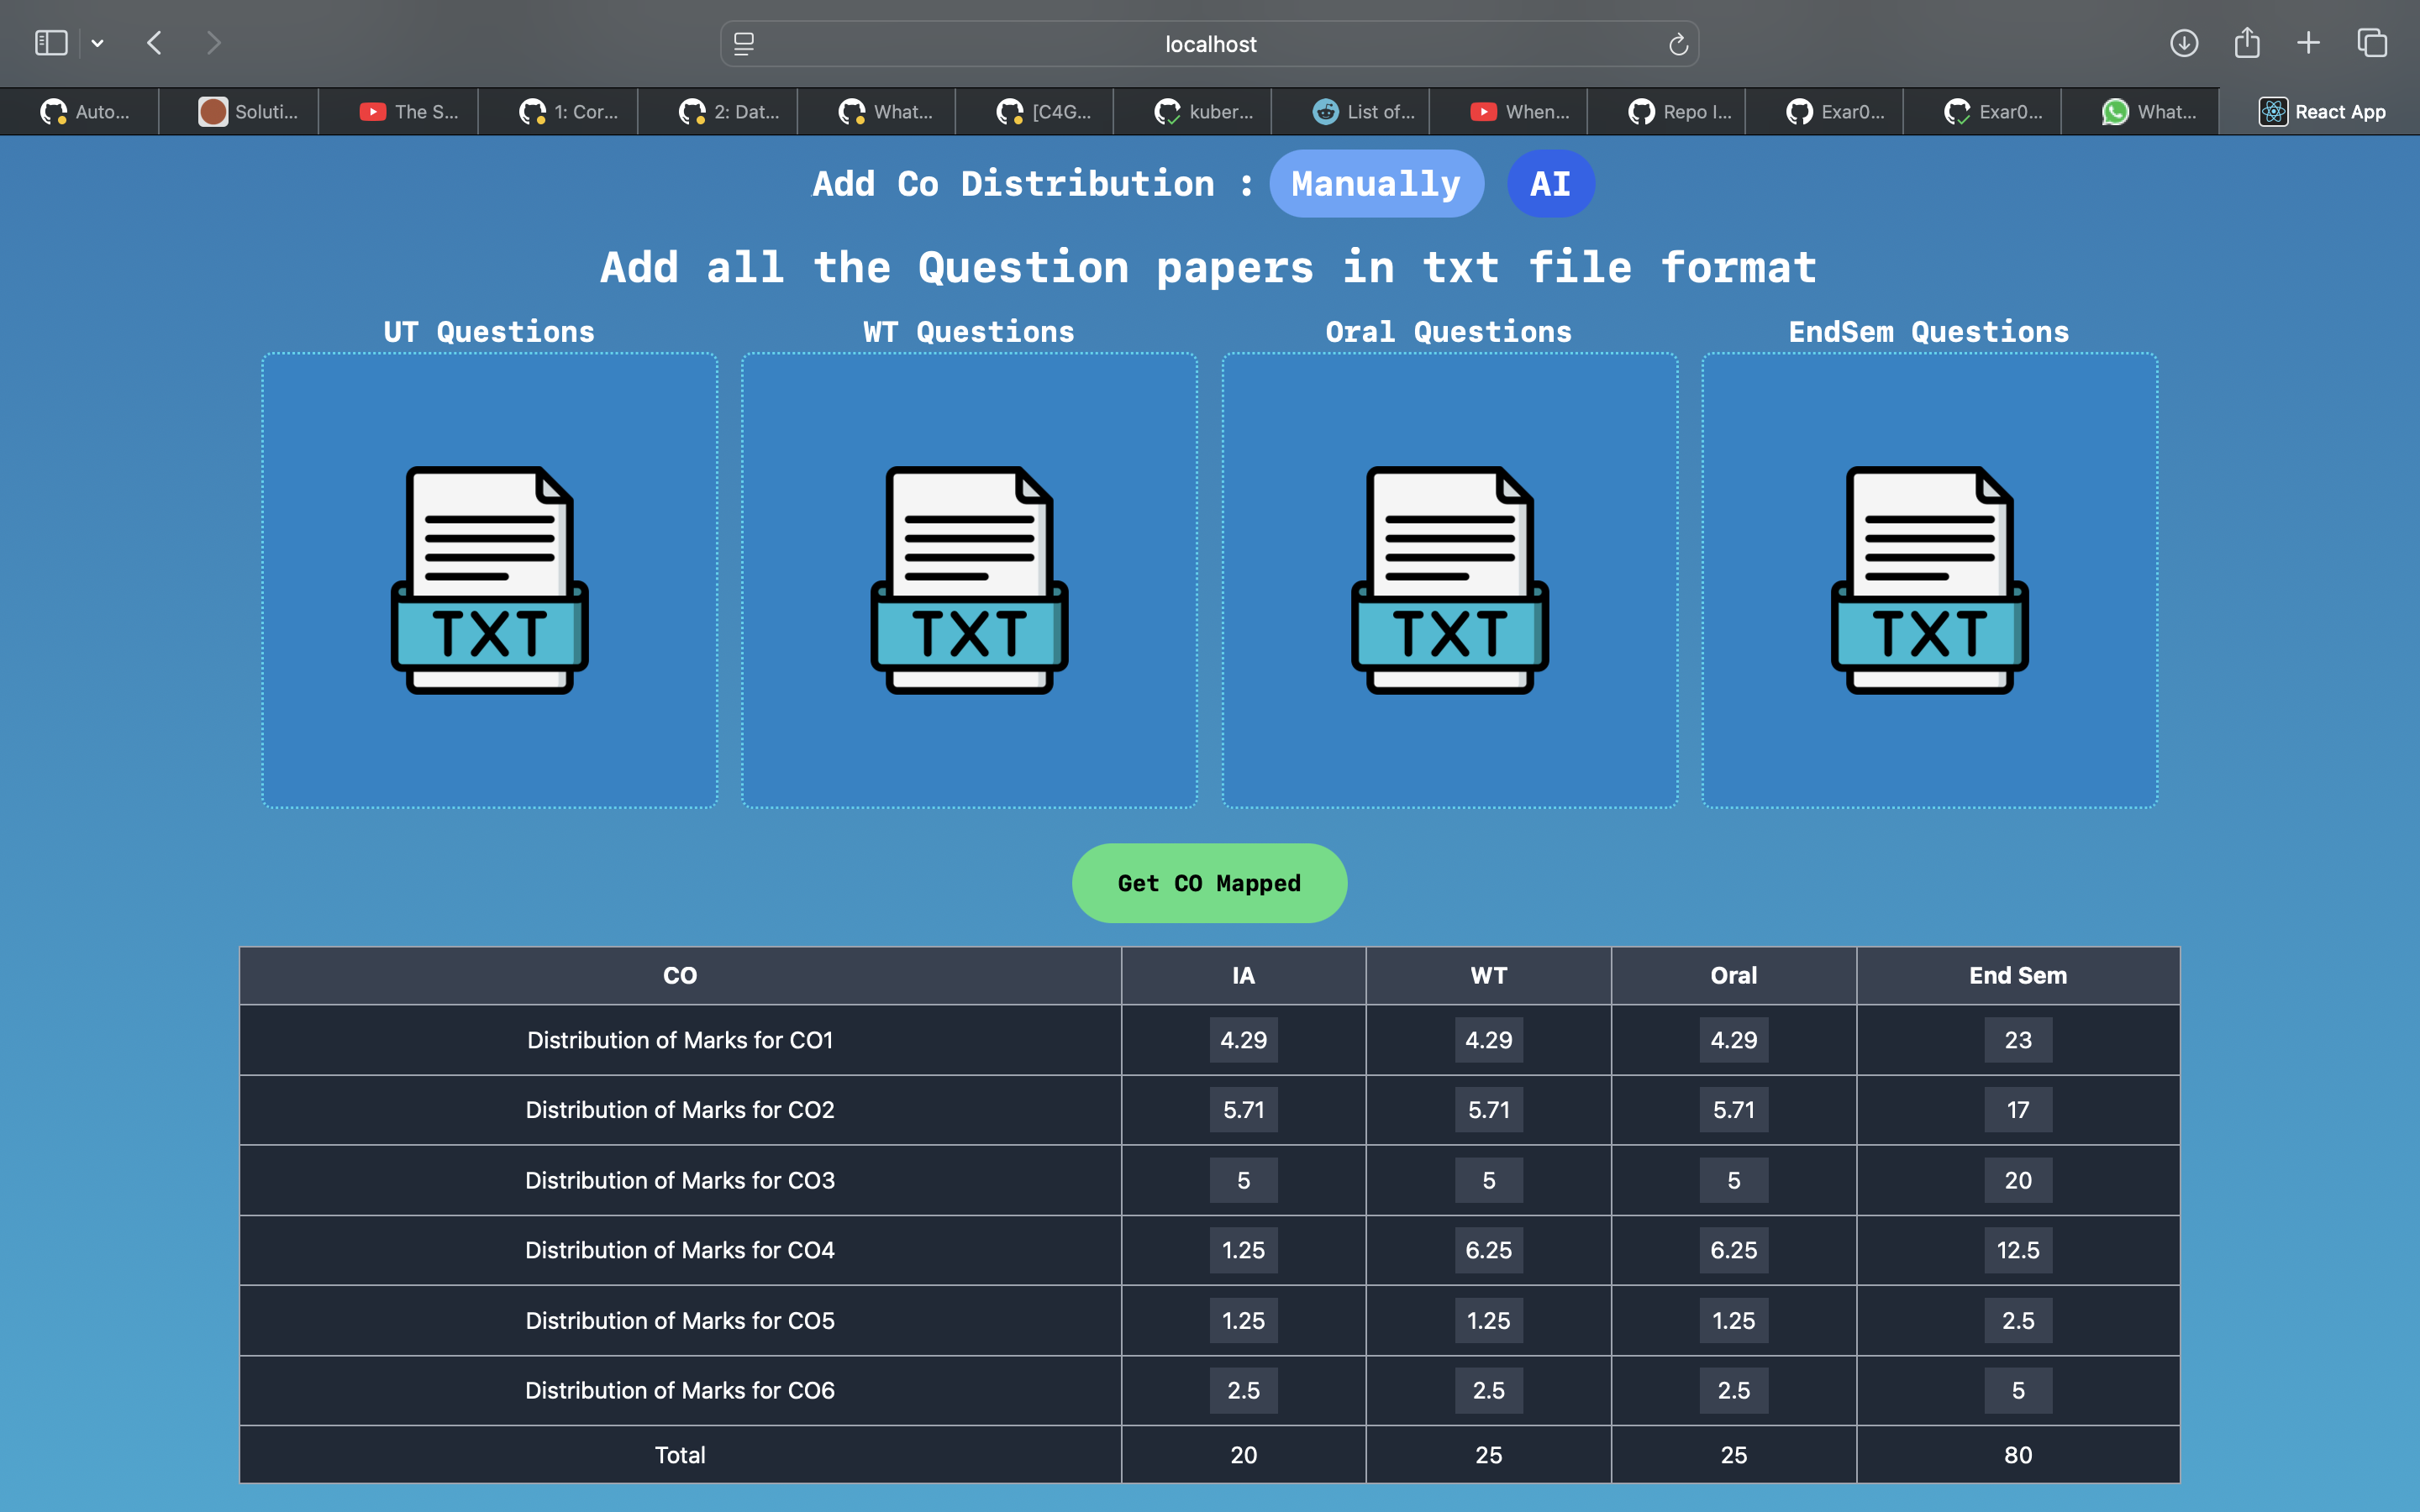 localhost
Auto... Soluti... The S... 1: Cor... 2: Dat... What... [C4G... kuber... List of... When... Repo I... Exar0... Exar0... What... React App
Add Co Distribution : Manually AI
Add all the Question papers in txt file format
UT Questions WT Questions Oral Questions EndSem Questions
TXT TXT TXT TXT
Get CO Mapped
CO IA WT Oral End Sem
Distribution of Marks for CO1 4.29 4.29 4.29 23
Distribution of Marks for CO2 5.71 5.71 5.71 17
Distribution of Marks for CO3 5 5 5 20
Distribution of Marks for CO4 1.25 6.25 6.25 12.5
Distribution of Marks for CO5 1.25 1.25 1.25 2.5
Distribution of Marks for CO6 2.5 2.5 2.5 5
Total 20 25 25 80